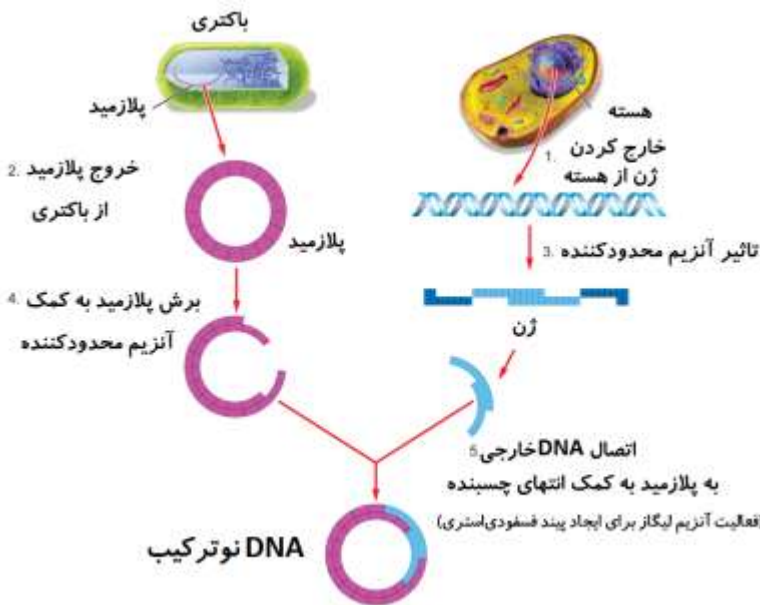 باکتری
پلازمید
هسته
1. خارج کردن
ژن از هسته
2. خروج پلازمید
از باکتری
پلازمید
3. تاثیر آنزیم محدودکننده
ژن
4. برش پلازمید به کمک
آنزیم محدودکننده
5. اتصال DNA خارجی
به پلازمید به کمک انتهای چسبنده
(فعالیت آنزیم لیگاز برای ایجاد پیند فسفودی‌استری)
DNA نوترکیب